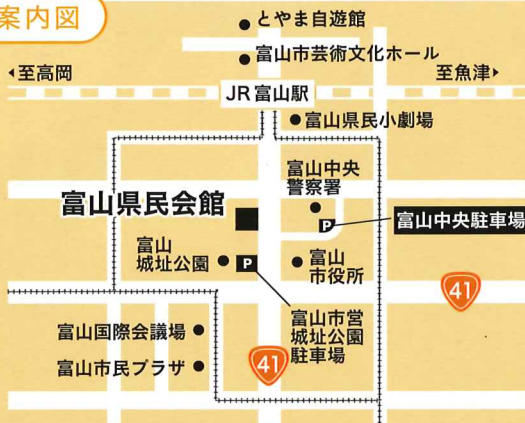 案内図
とやま自遊館
富山市芸術文化ホール
◀至高岡
至魚津▶
JR富山駅
富山県民小劇場
富山中央
警察署
富山県民会館
P
富山中央駐車場
富山
城址公園
P
富山
市役所
41
富山市営
城址公園
駐車場
富山国際会議場
富山市民プラザ
41